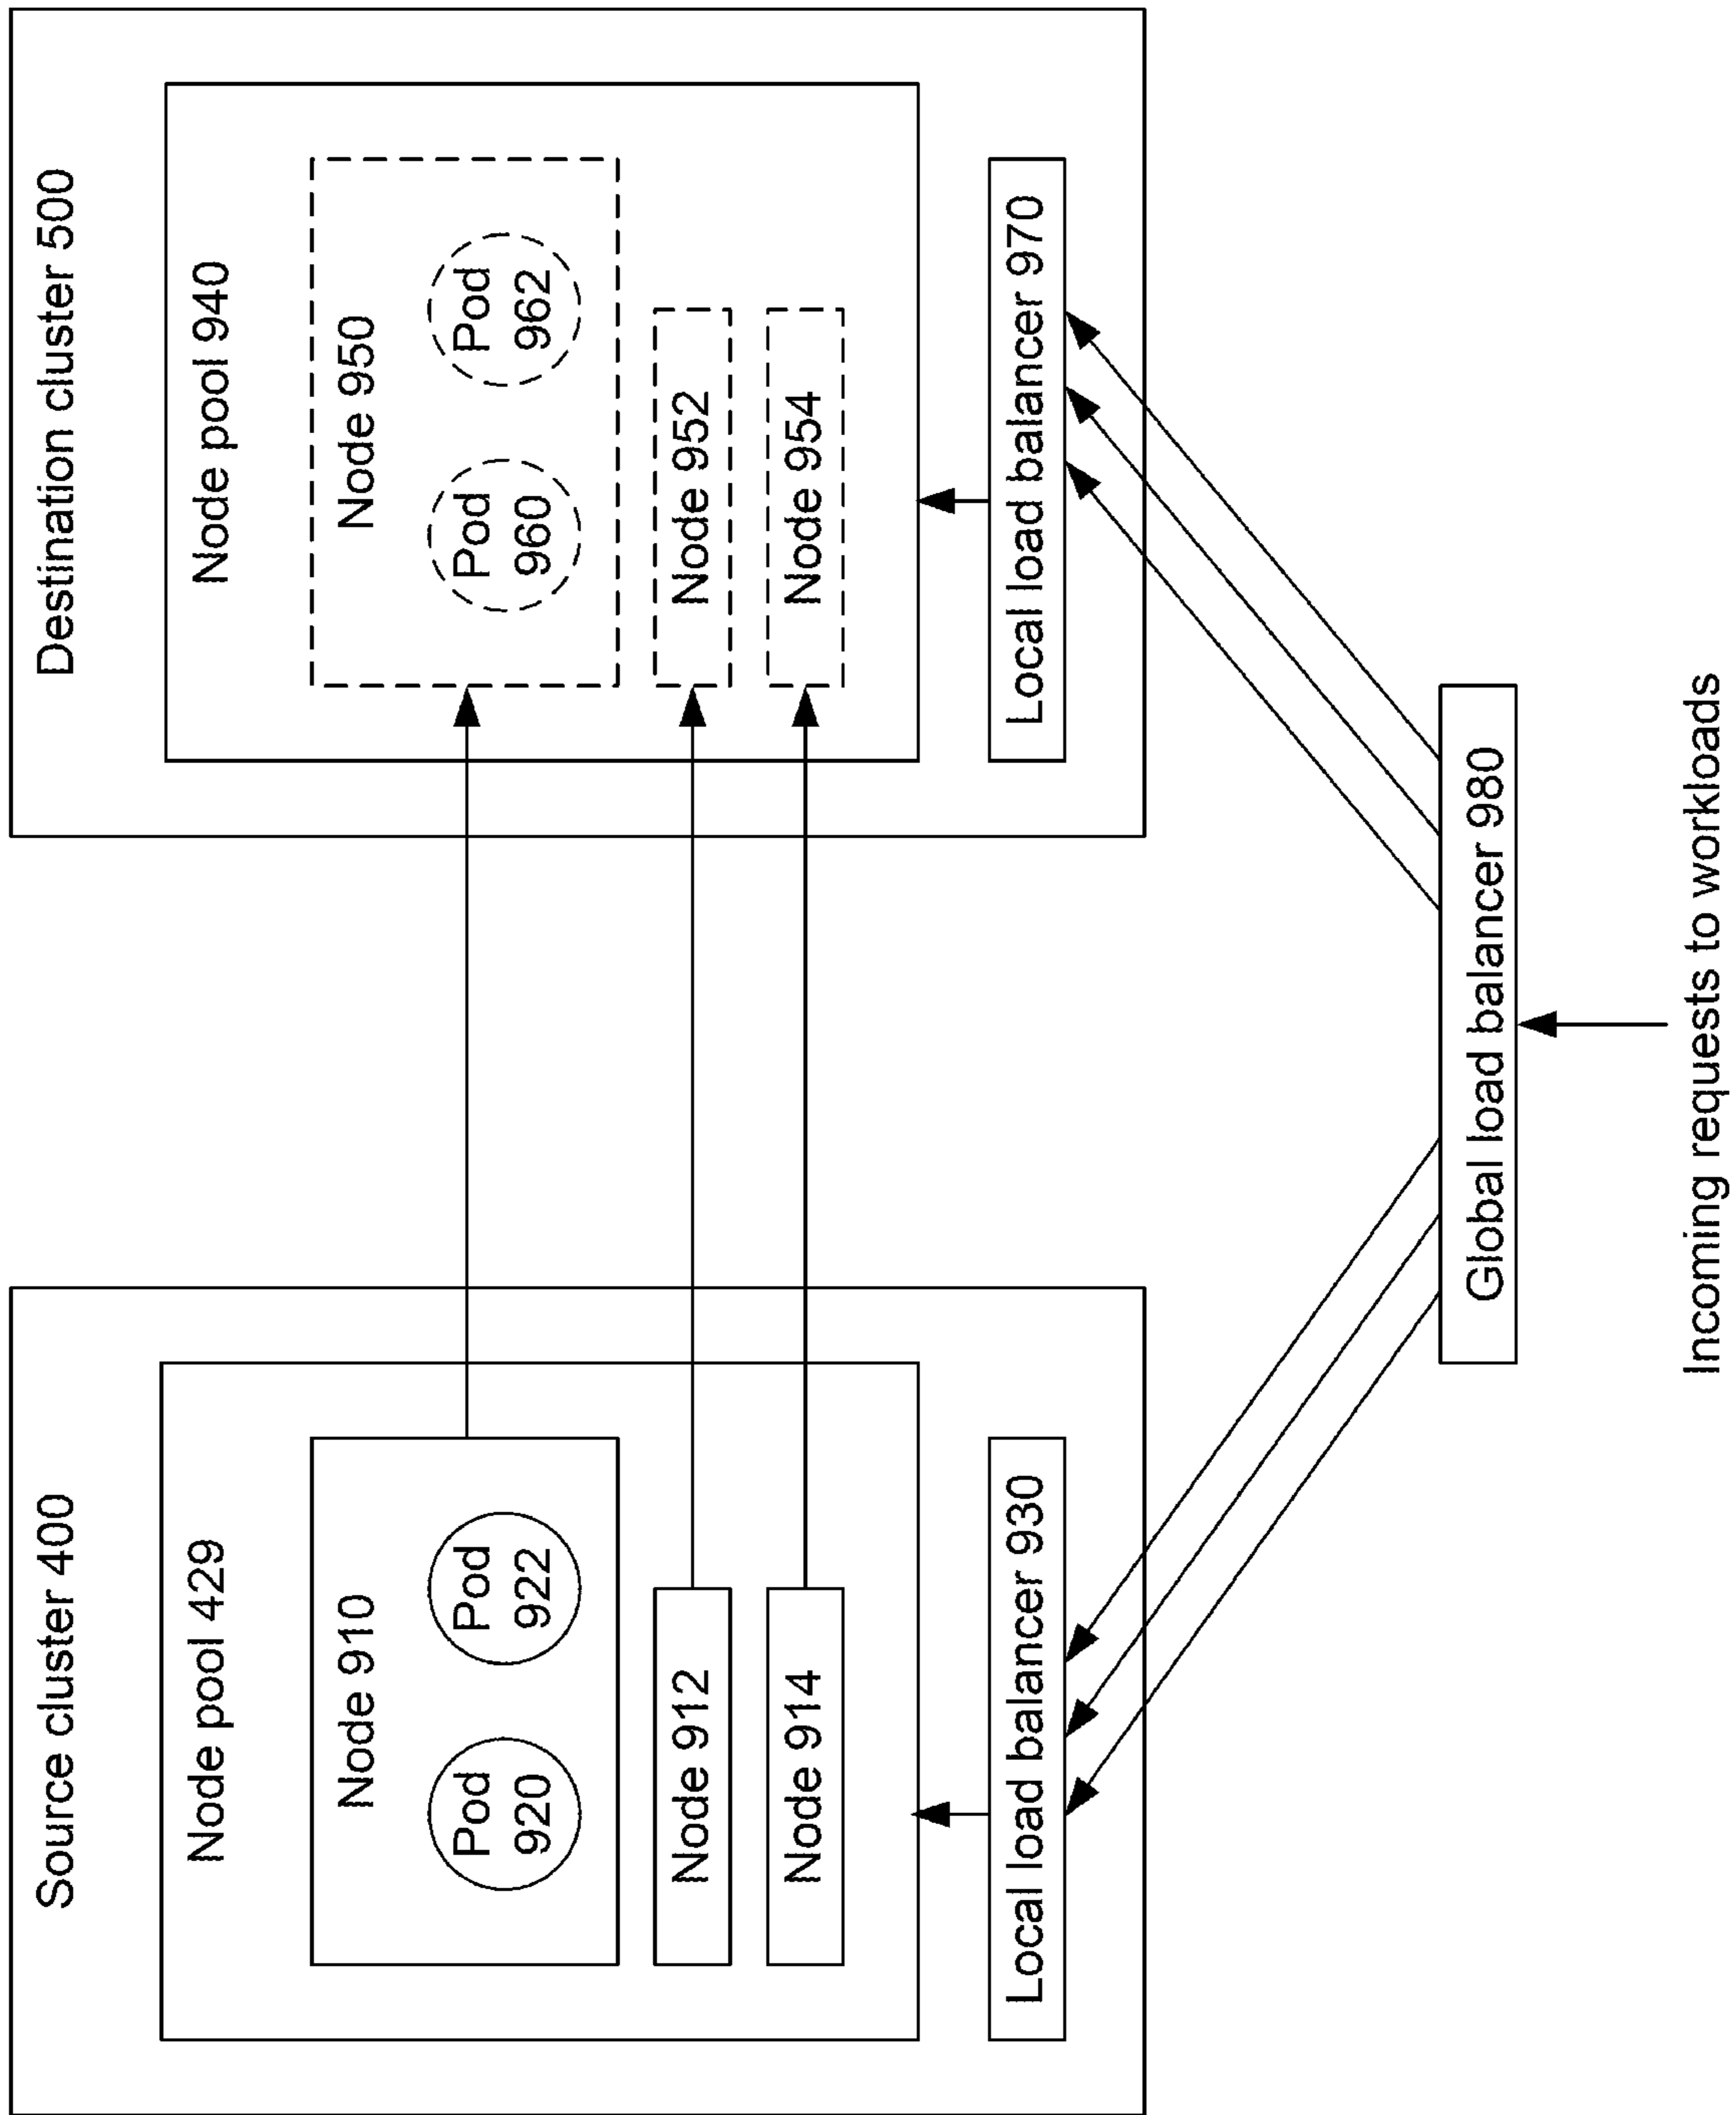 Source cluster 400
Node pool 429
Node 910
Pod
920
Pod
922
Node 912
Node 914
Local load balancer 930
Destination cluster 500
Node pool 940
Node 950
Pod
960
Pod
962
Node 952
Node 954
Local load balancer 970
Global load balancer 980
Incoming requests to workloads